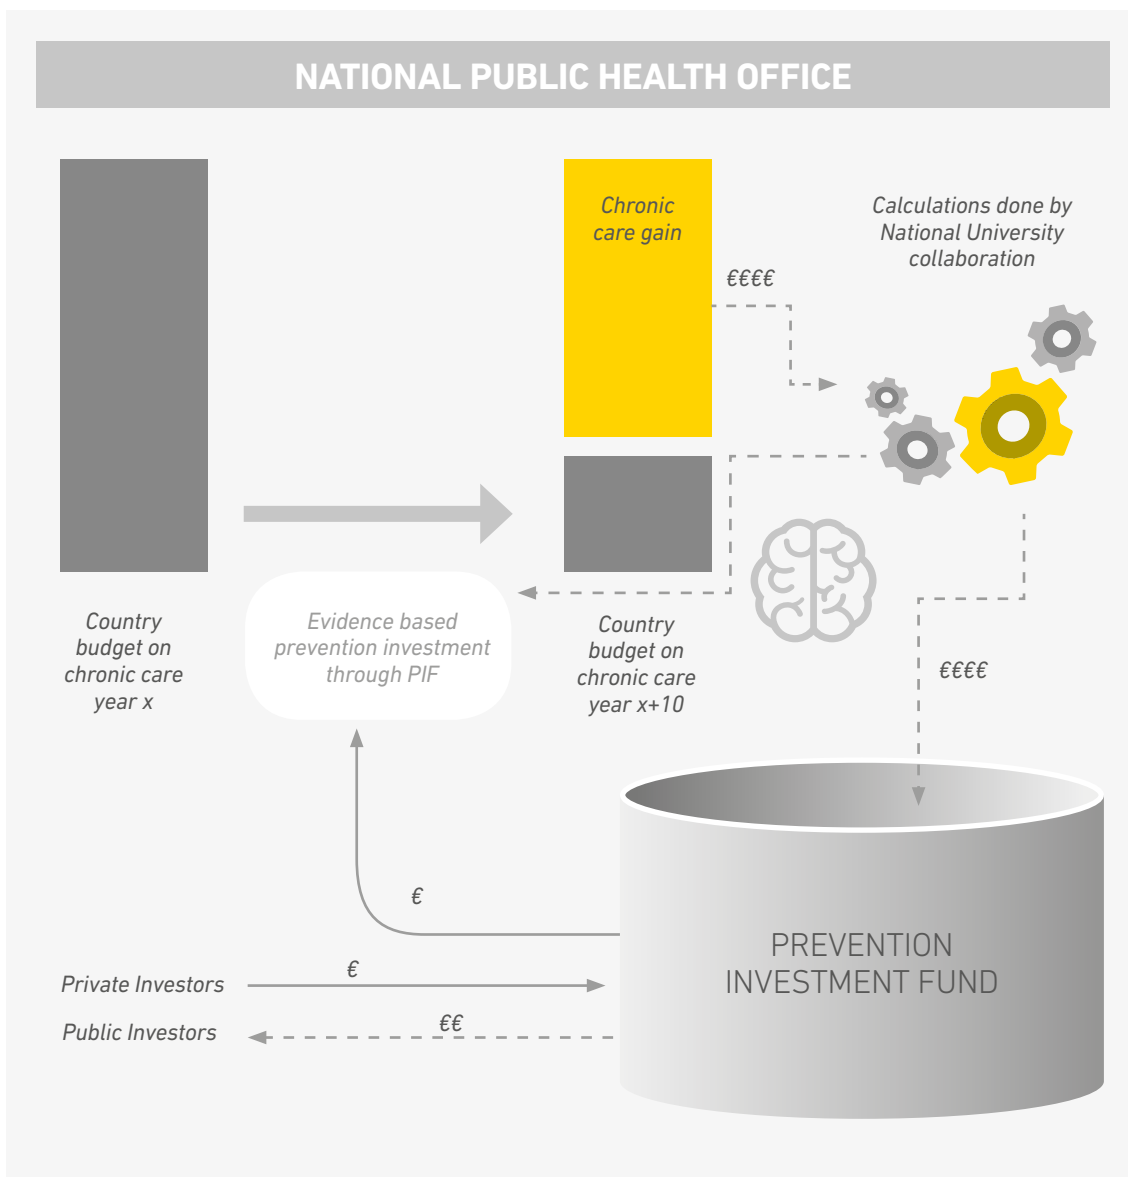 NATIONAL PUBLIC HEALTH OFFICE
Chronic
care gain
Calculations done by
National University
collaboration
€€€€
Country
budget on
chronic care
year x
Evidence based
prevention investment
through PIF
Country
budget on
chronic care
year x+10
€€€€
€
PREVENTION
INVESTMENT FUND
Private Investors
€
Public Investors
€€